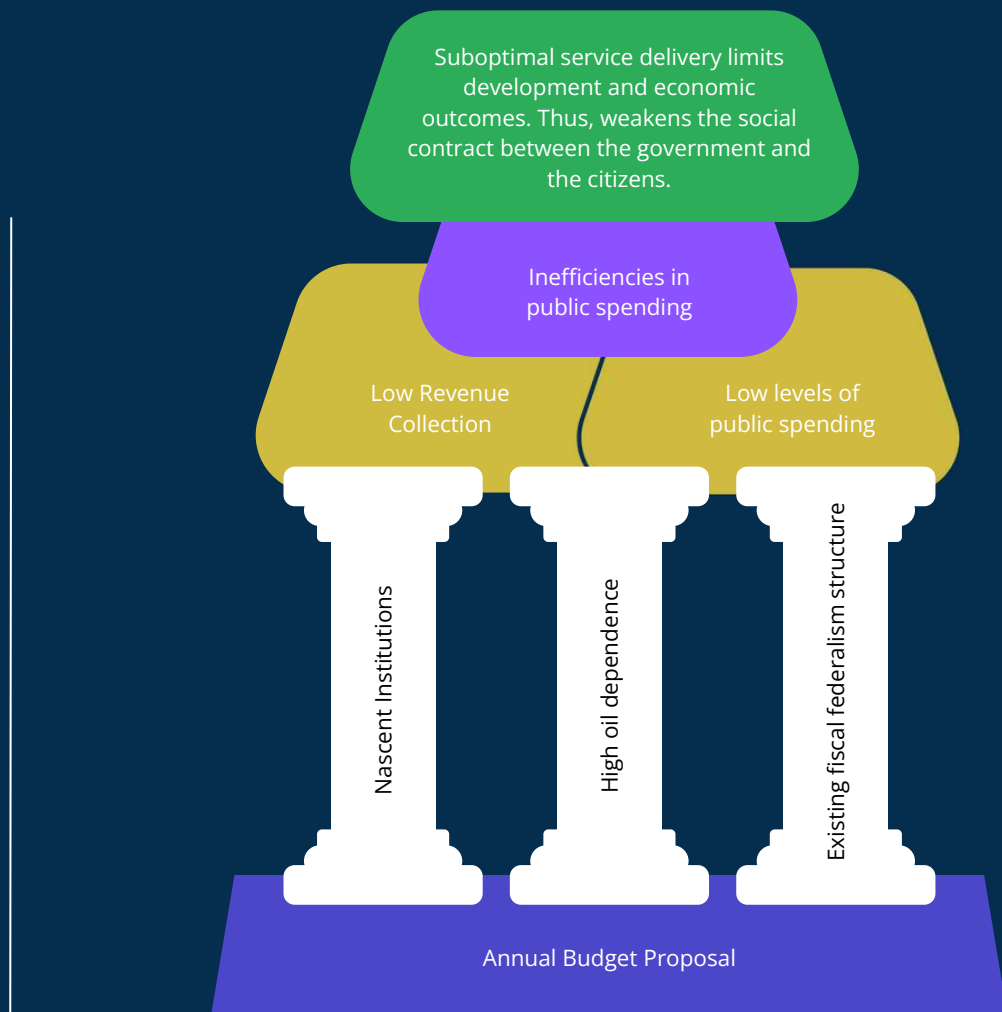 Suboptimal service delivery limits
development and economic
outcomes. Thus, weakens the social
contract between the government and
the citizens.
Inefficiencies in
public spending
Low Revenue
Collection
Low levels of
public spending
Nascent Institutions
High oil dependence
Existing fiscal federalism structure
Annual Budget Proposal